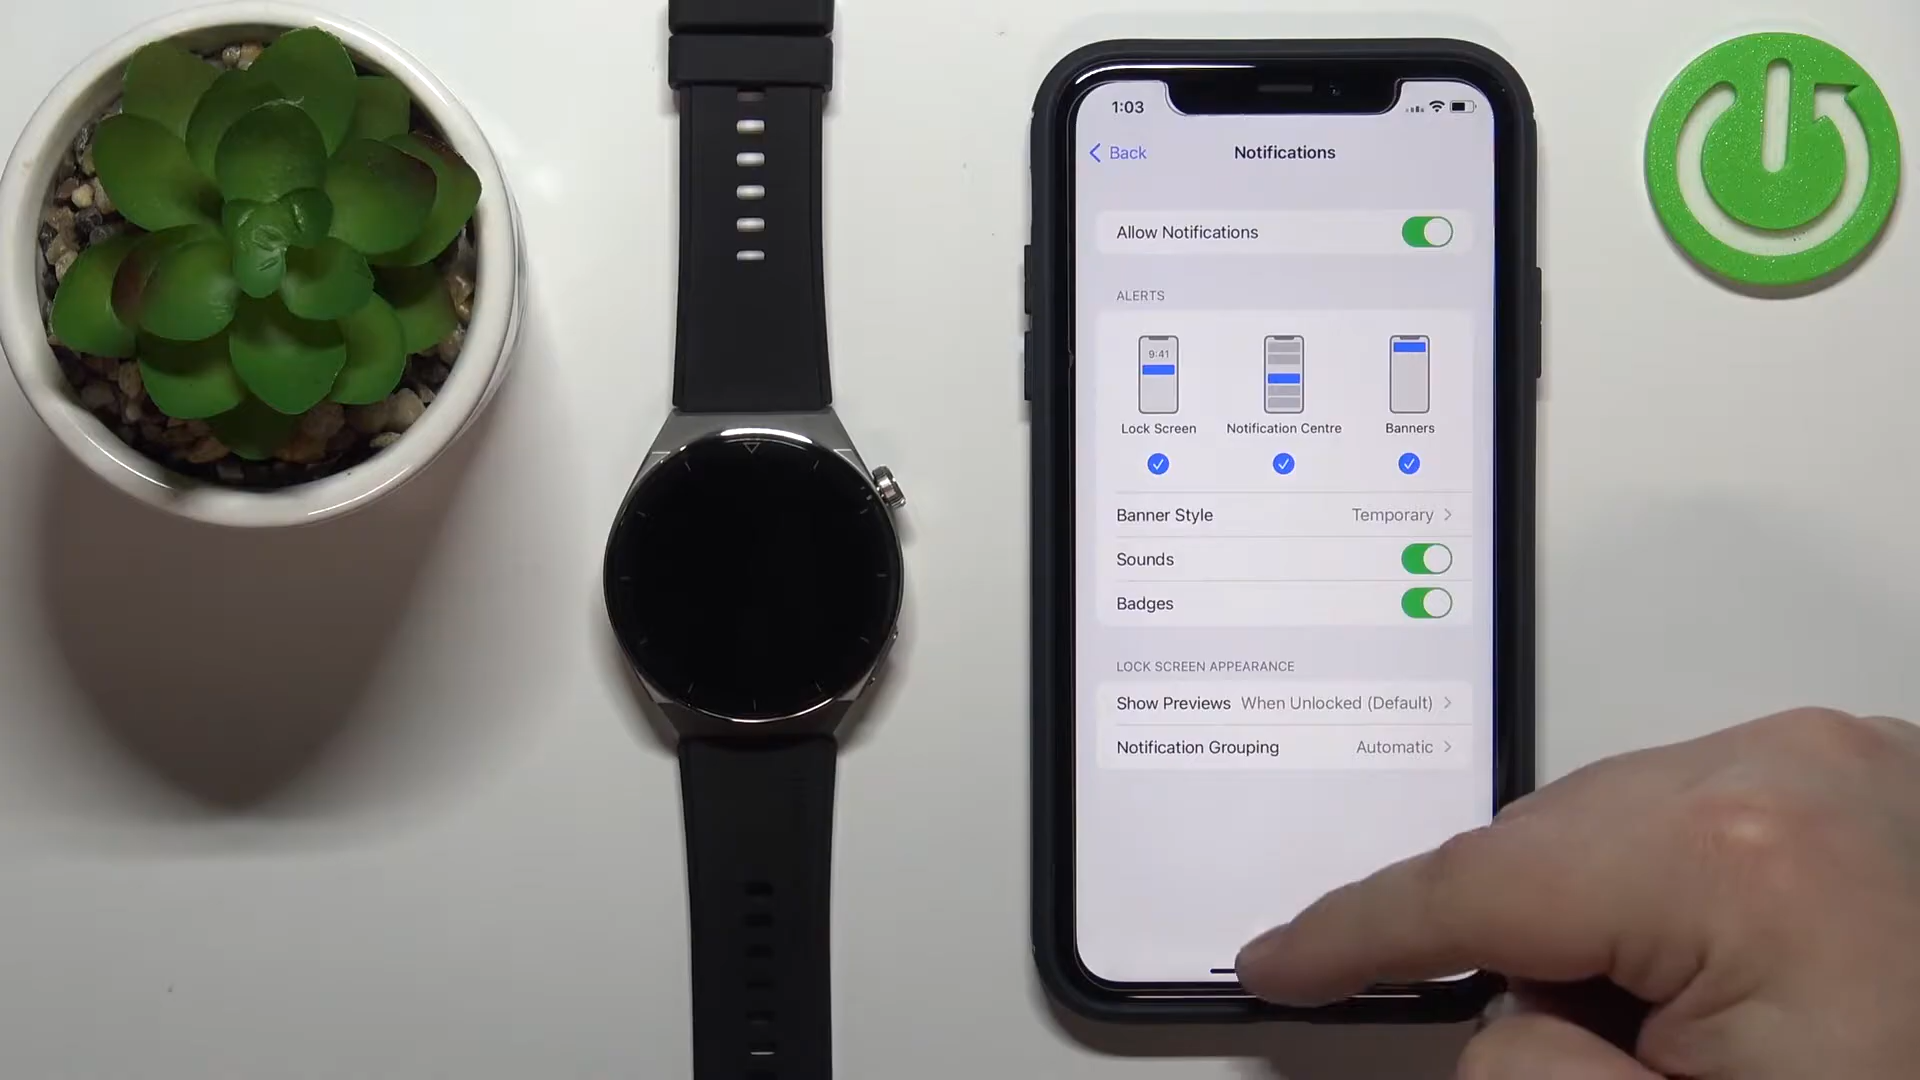 1:03
Back
Notifications
Allow Notifications
ALERTS
9:41
Lock Screen
Notification Centre
Banners
Banner Style Temporary
Sounds
Badges
LOCK SCREEN APPEARANCE
Show Previews When Unlocked (Default)
Notification Grouping Automatic